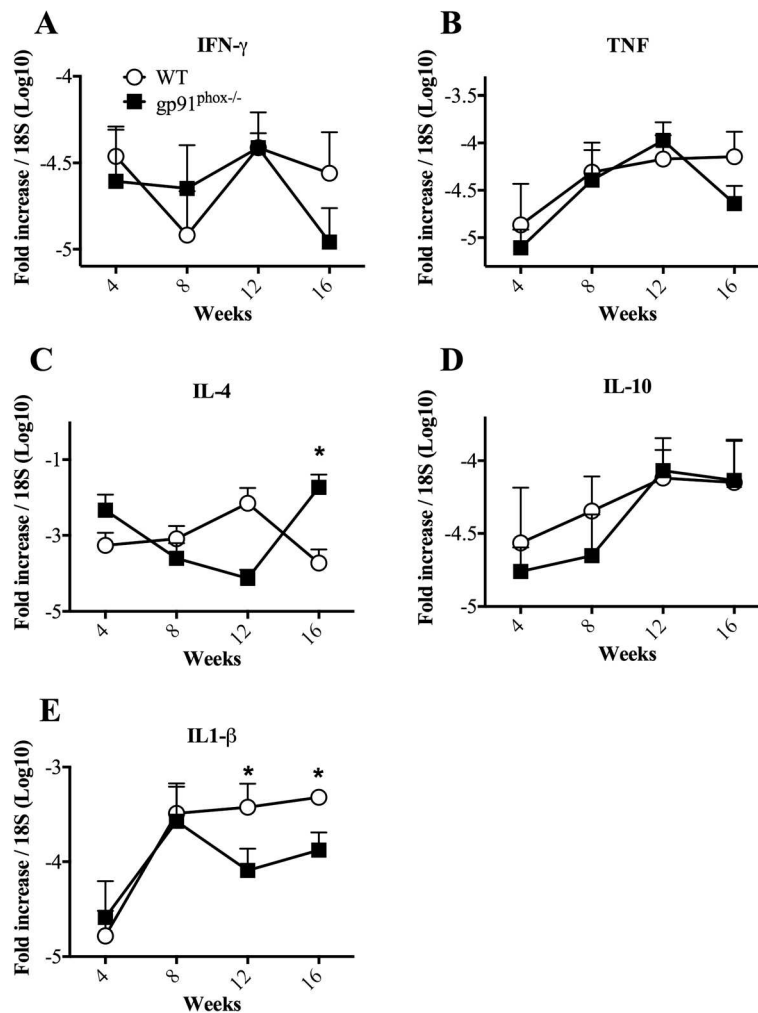 A
IFN-γ
WT
gp91phox-/-
Fold increase / 18S (Log10)
-4
-4.5
-5
4
8
12
16
Weeks
B
TNF
Fold increase / 18S (Log10)
-3.5
-4
-4.5
-5
4
8
12
16
Weeks
C
IL-4
*
Fold increase / 18S (Log10)
-1
-3
-5
4
8
12
16
Weeks
D
IL-10
Fold increase / 18S (Log10)
-4
-4.5
-5
4
8
12
16
Weeks
E
IL1-β
* *
Fold increase / 18S (Log10)
-3
-4
-5
4
8
12
16
Weeks